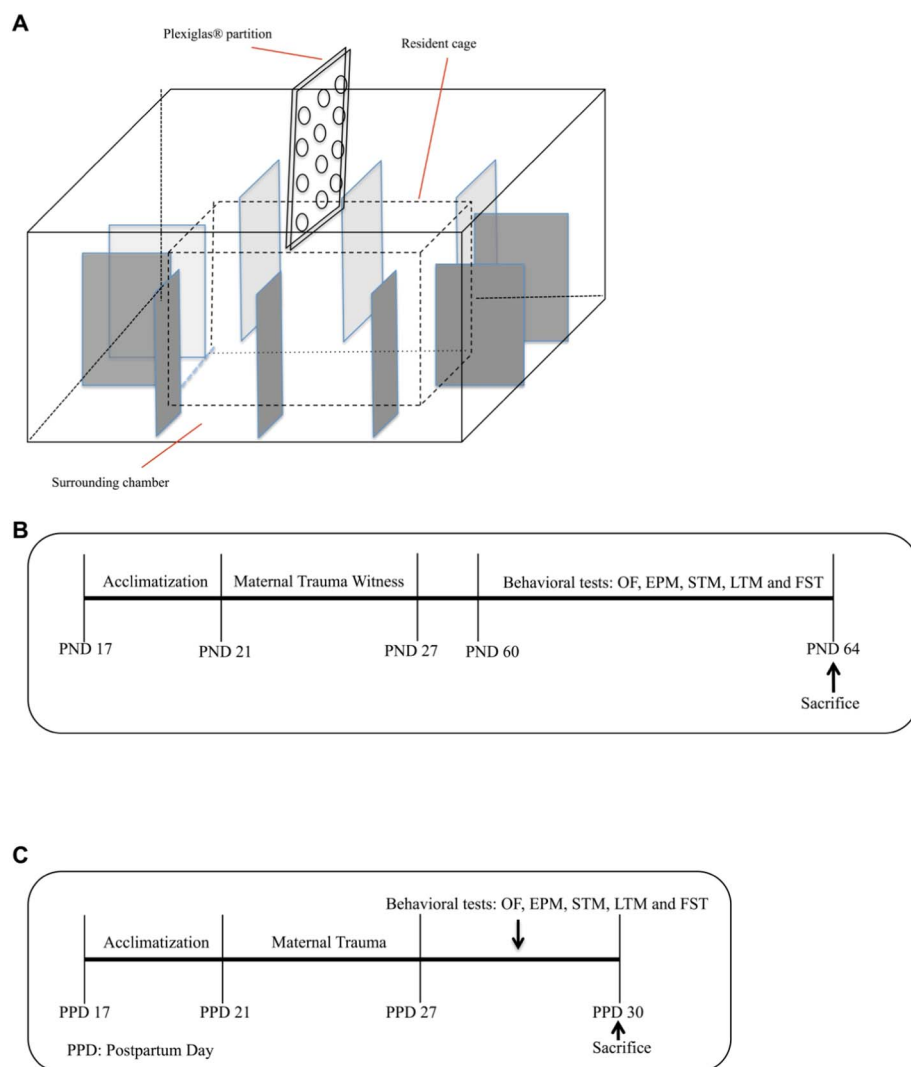 A
Plexiglas® partition
Resident cage
Surrounding chamber
B
Acclimatization
Maternal Trauma Witness
Behavioral tests: OF, EPM, STM, LTM and FST
PND 17
PND 21
PND 27
PND 60
PND 64
Sacrifice
C
Behavioral tests: OF, EPM, STM, LTM and FST
Acclimatization
Maternal Trauma
PPD 17
PPD 21
PPD 27
PPD 30
PPD: Postpartum Day
Sacrifice